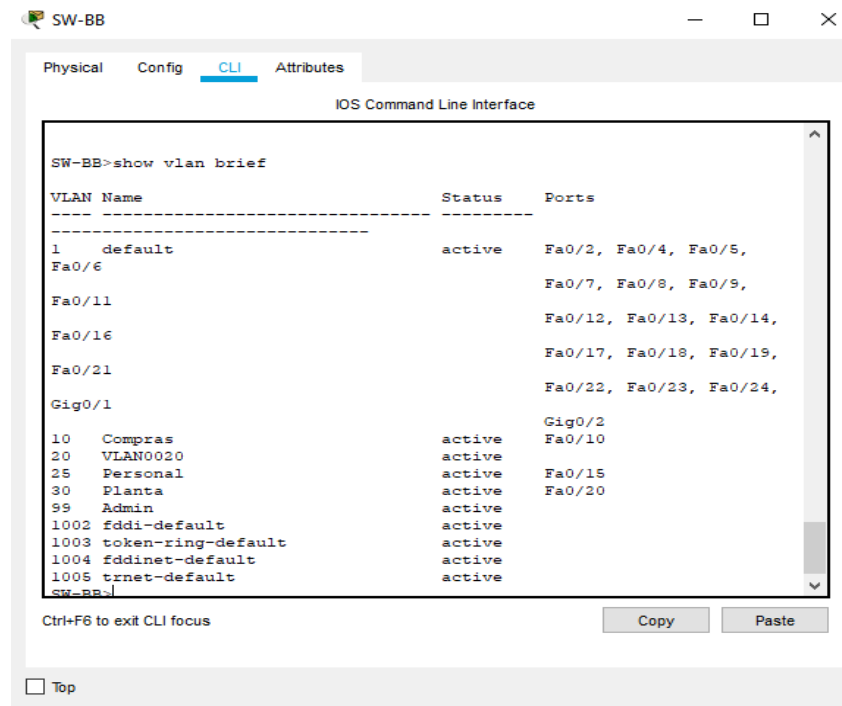 SW-BB
Physical Config CLI Attributes
IOS Command Line Interface
SW-BB>show vlan brief
VLAN Name Status Ports
---- -------------------------------- ---------
-------------------------------
1 default active Fa0/2, Fa0/4, Fa0/5,
Fa0/6
Fa0/7, Fa0/8, Fa0/9,
Fa0/11
Fa0/12, Fa0/13, Fa0/14,
Fa0/16
Fa0/17, Fa0/18, Fa0/19,
Fa0/21
Fa0/22, Fa0/23, Fa0/24,
Gig0/1
Gig0/2
10 Compras active Fa0/10
20 VLAN0020 active
25 Personal active Fa0/15
30 Planta active Fa0/20
99 Admin active
1002 fddi-default active
1003 token-ring-default active
1004 fddinet-default active
1005 trnet-default active
SW-BB>
Ctrl+F6 to exit CLI focus Copy Paste
Top